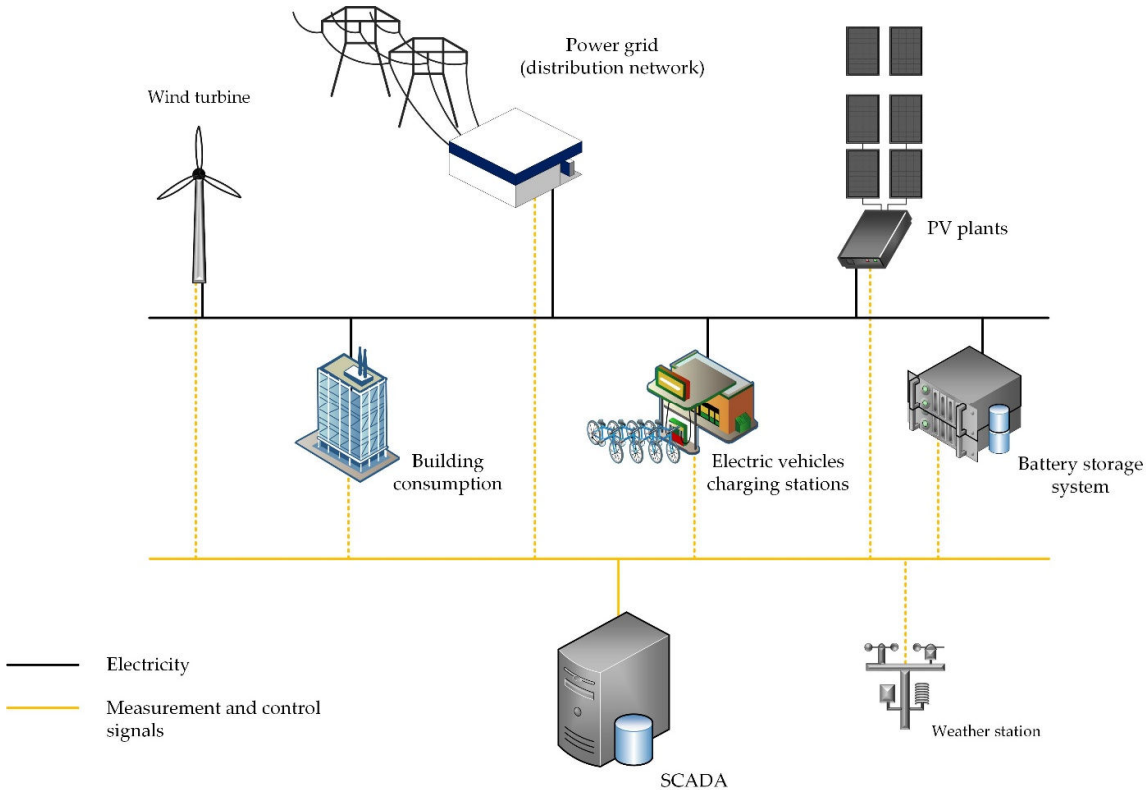 Power grid
(distribution network)
Wind turbine
PV plants
Building
consumption
Electric vehicles
charging stations
Battery storage
system
Electricity
Measurement and control
signals
Weather station
SCADA